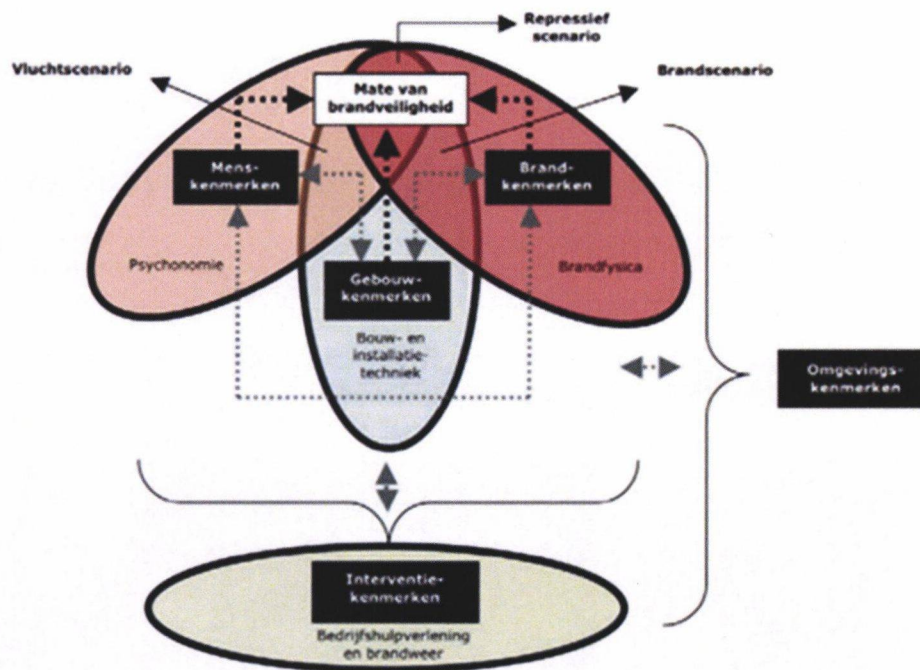 Repressief
scenario
Vluchtscenario
Brandscenario
Mate van
brandveiligheid
Mens-
kenmerken
Brand-
kenmerken
Psychonomie
Brandfysica
Gebouw-
kenmerken
Bouw- en
installatie-
techniek
Omgevings-
kenmerken
Interventie-
kenmerken
Bedrijfshulpverlening
en brandweer